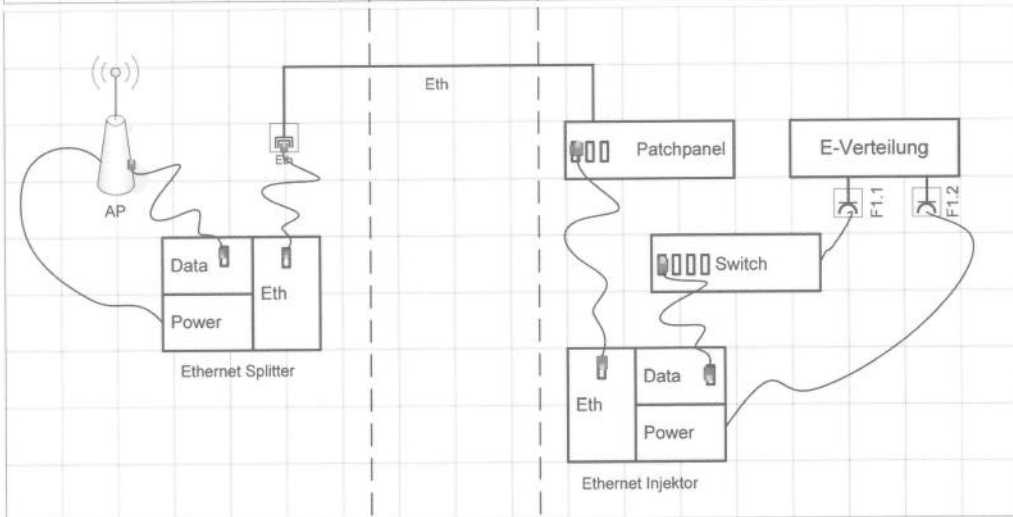 Eth
Eth
AP
Patchpanel
E-Verteilung
F1.1
F1.2
Switch
Data
Eth
Power
Ethernet Splitter
Eth
Data
Power
Ethernet Injektor